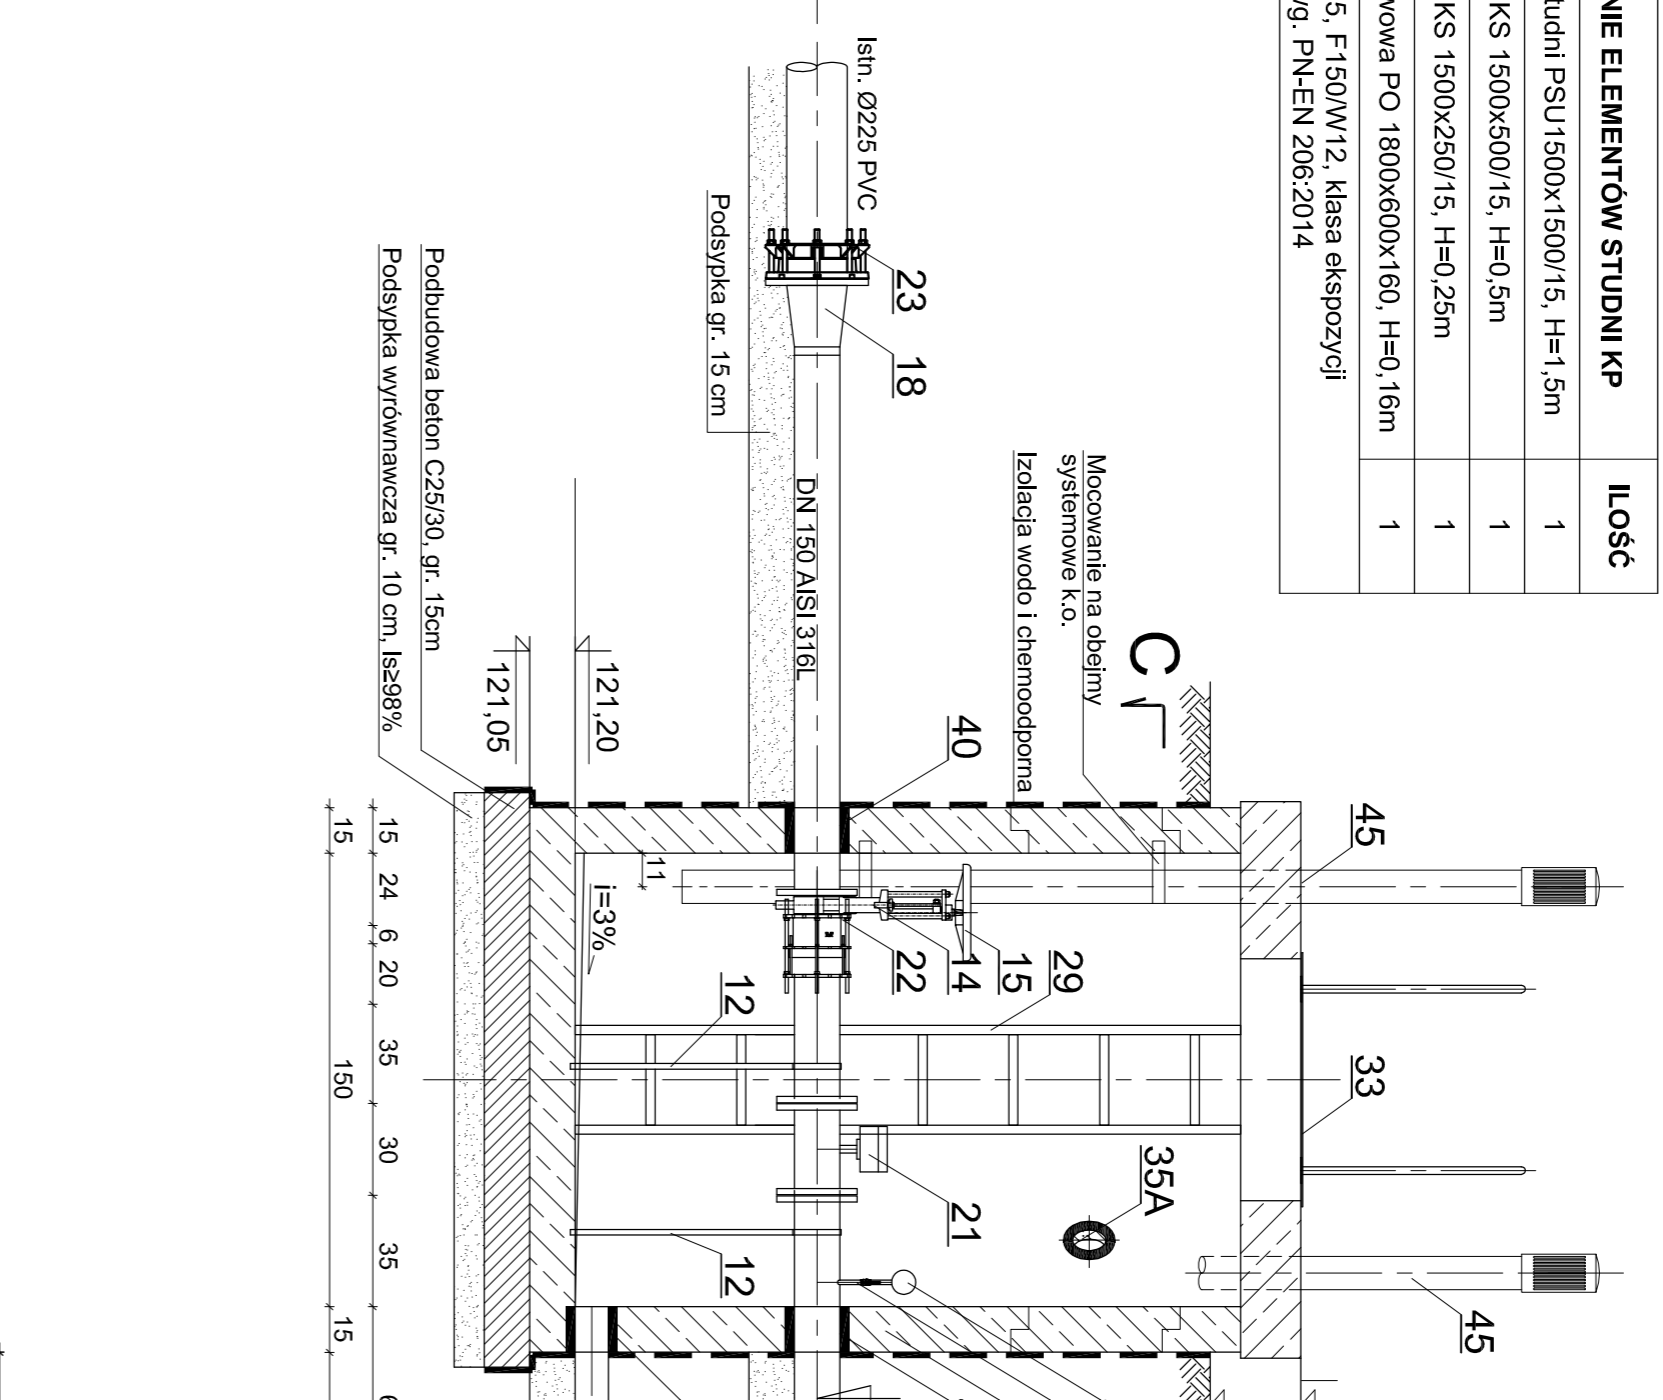 NIE ELEMENTÓW STUDNI KP
ILOŚĆ
tudni PSU1500x1500/15, H=1,5m
1
KS 1500x500/15, H=0,5m
1
KS 1500x250/15, H=0,25m
1
wowa PO 1800x600x160, H=0,16m
1
5, F150/W12, klasa ekspozycji
wg. PN-EN 206:2014
Istn. Ø225 PVC
23
18
Podsypka gr. 15 cm
DN 150 AISI 316L
Podbudowa beton C25/30, gr. 15cm
Podsypka wyrównawcza gr. 10 cm, Is≥98%
121,20
121,05
Mocowanie na obejmy
systemowe k.o.
Izolacja wodo i chemoodporna
C
40
45
33
45
29
15
14
22
12
35A
21
12
11
i=3%
15
24
6
20
35
30
35
15
150
15